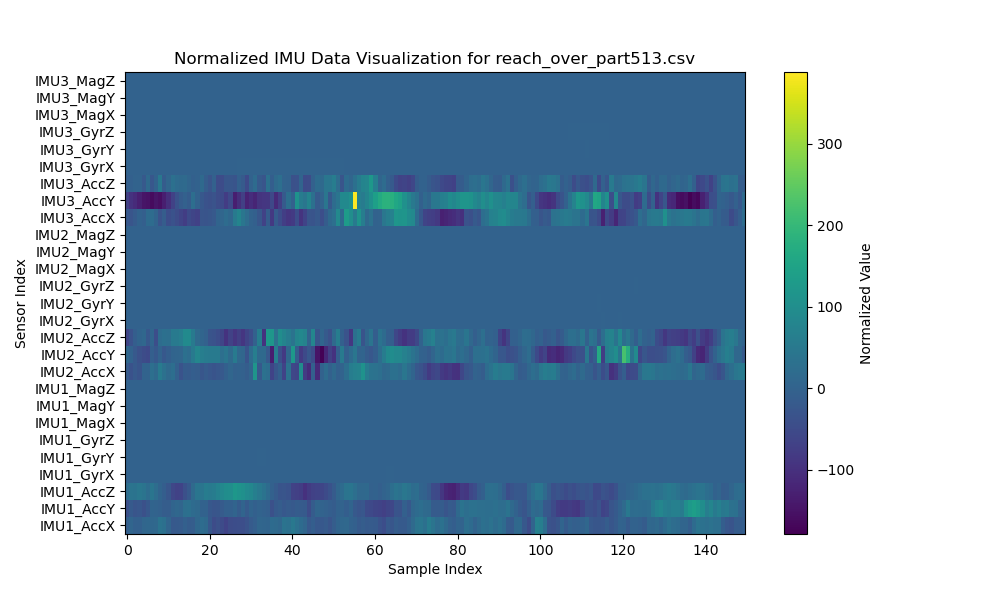 Normalized IMU Data Visualization for reach_over_part513.csv
IMU3_MagZ
IMU3_MagY
IMU3_MagX
IMU3_GyrZ
IMU3_GyrY
IMU3_GyrX
IMU3_AccZ
IMU3_AccY
IMU3_AccX
IMU2_MagZ
IMU2_MagY
IMU2_MagX
IMU2_GyrZ
IMU2_GyrY
IMU2_GyrX
IMU2_AccZ
IMU2_AccY
IMU2_AccX
IMU1_MagZ
IMU1_MagY
IMU1_MagX
IMU1_GyrZ
IMU1_GyrY
IMU1_GyrX
IMU1_AccZ
IMU1_AccY
IMU1_AccX
Sensor Index
0 20 40 60 80 100 120 140
Sample Index
300
200
100
0
−100
Normalized Value